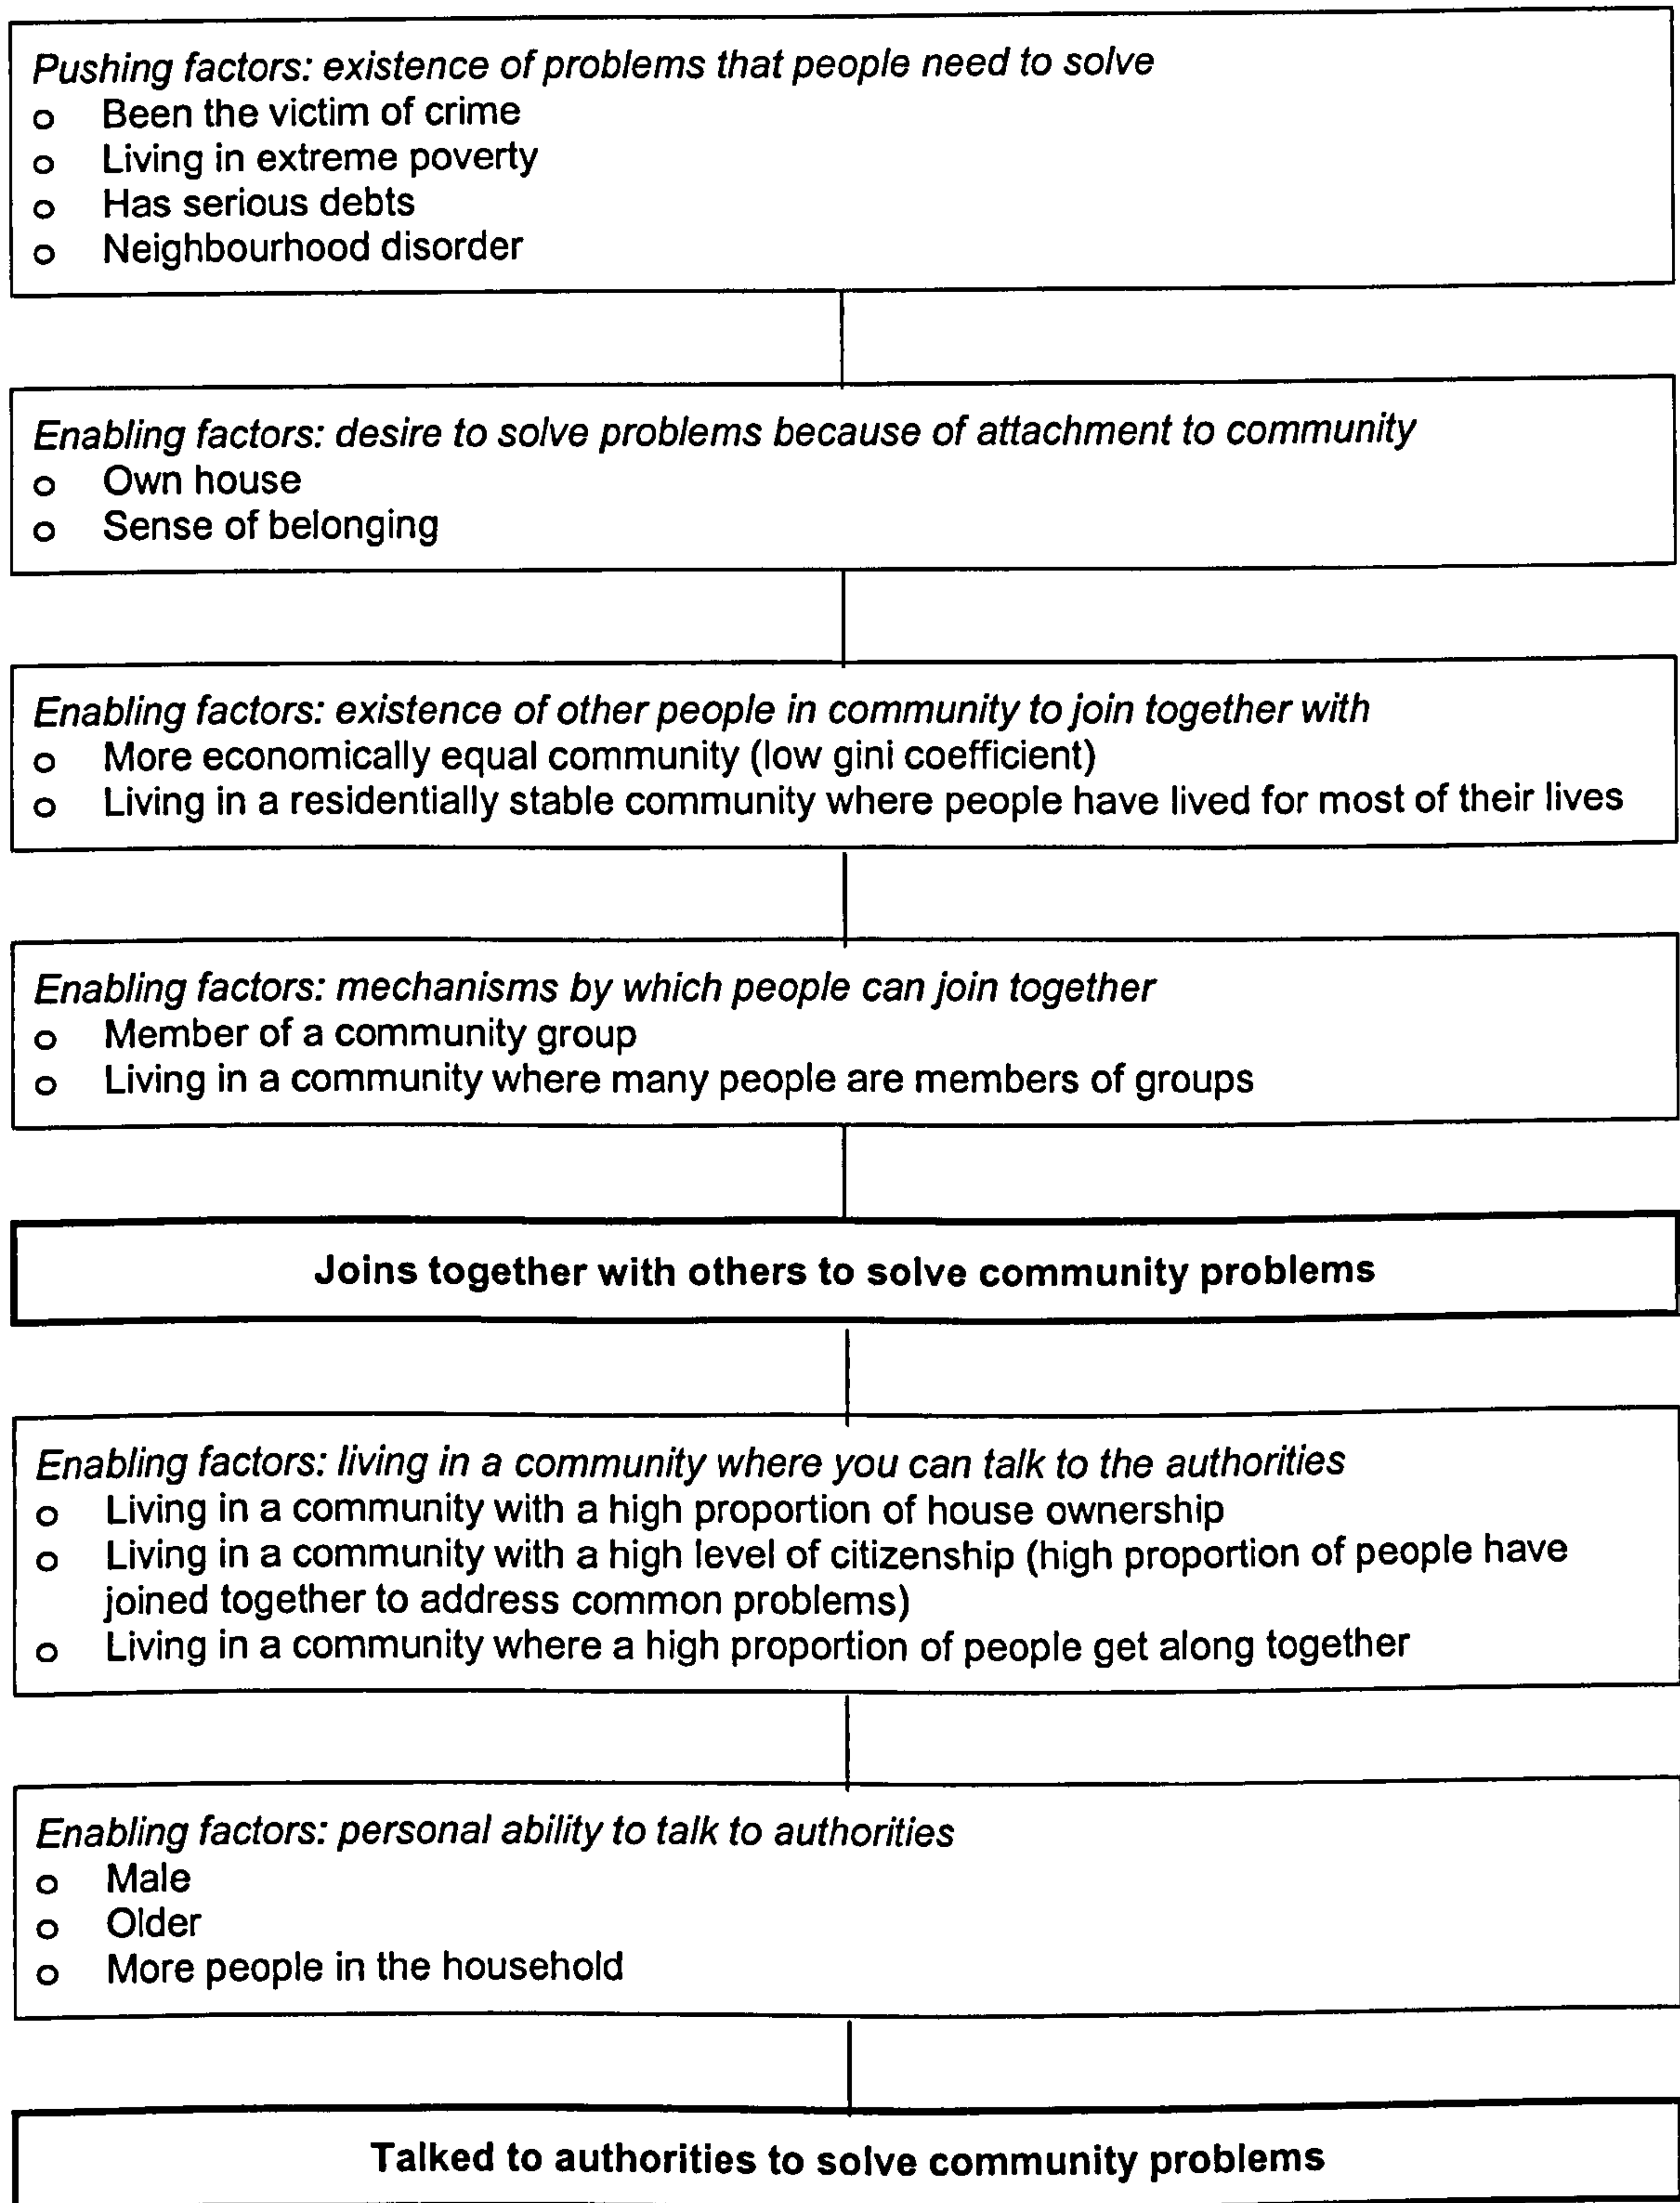 Pushing factors: existence of problems that people need to solve
o Been the victim of crime
o Living in extreme poverty
o Has serious debts
o Neighbourhood disorder
Enabling factors: desire to solve problems because of attachment to community
o Own house
o Sense of belonging
Enabling factors: existence of other people in community to join together with
o More economically equal community (low gini coefficient)
o Living in a residentially stable community where people have lived for most of their lives
Enabling factors: mechanisms by which people can join together
o Member of a community group
o Living in a community where many people are members of groups
Joins together with others to solve community problems
Enabling factors: living in a community where you can talk to the authorities
o Living in a community with a high proportion of house ownership
o Living in a community with a high level of citizenship (high proportion of people have
joined together to address common problems)
o Living in a community where a high proportion of people get along together
Enabling factors: personal ability to talk to authorities
o Male
o Older
o More people in the household
Talked to authorities to solve community problems